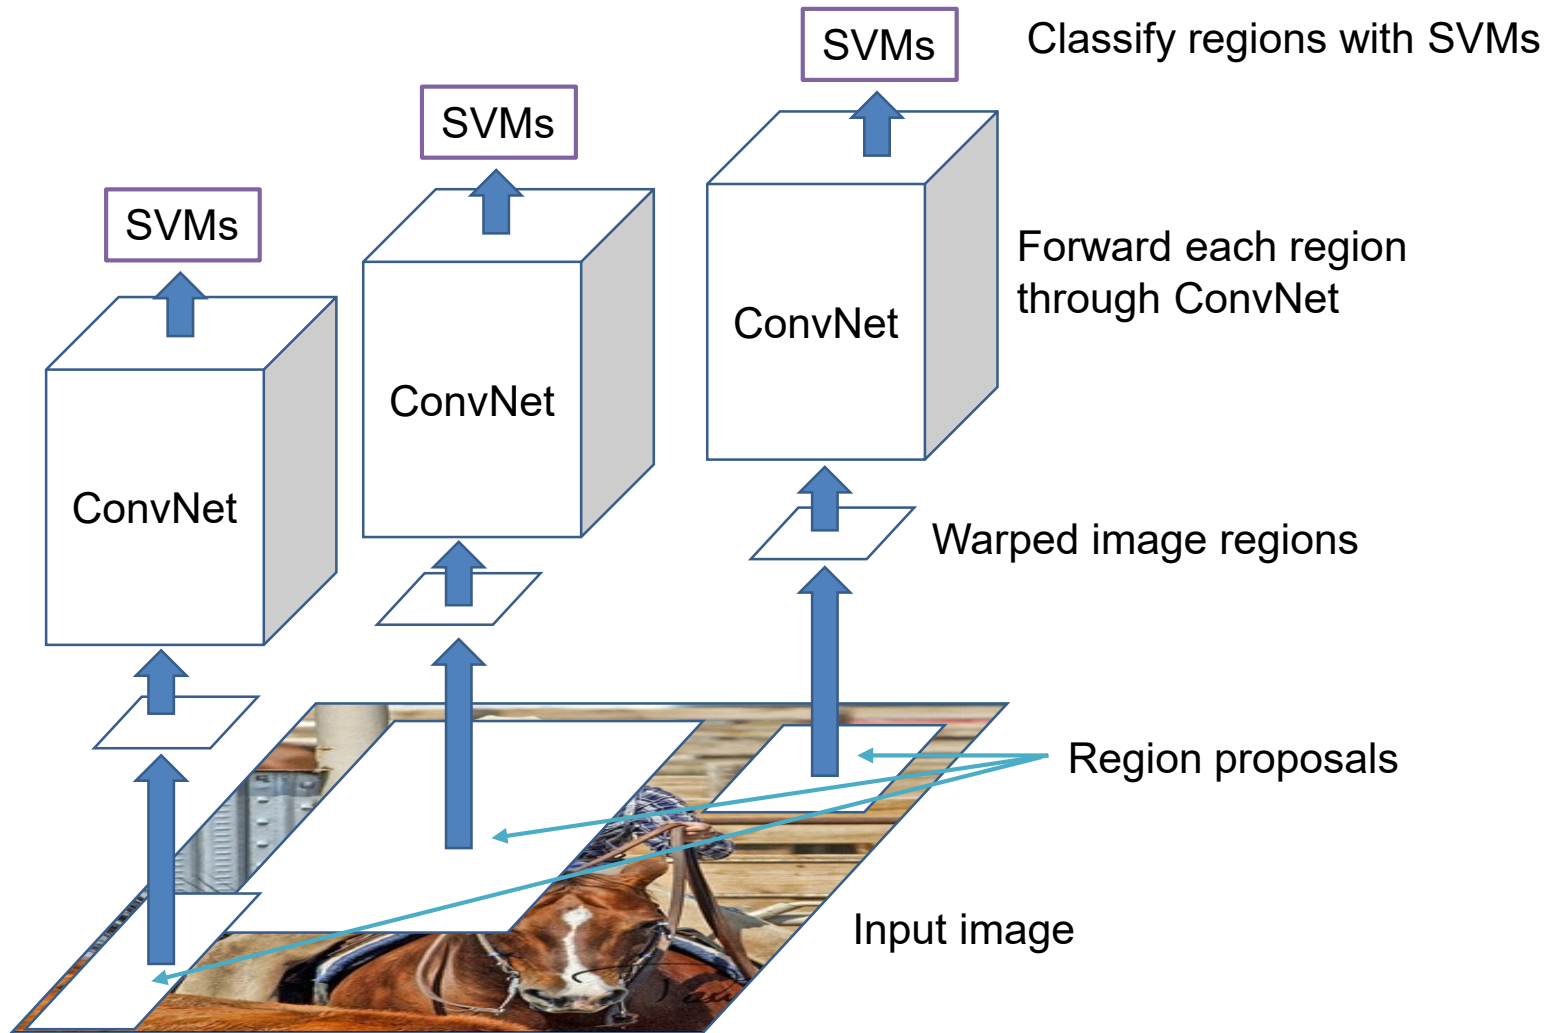 SVMs
Classify regions with SVMs
SVMs
SVMs
Forward each region
through ConvNet
ConvNet
ConvNet
ConvNet
Warped image regions
Region proposals
Input image